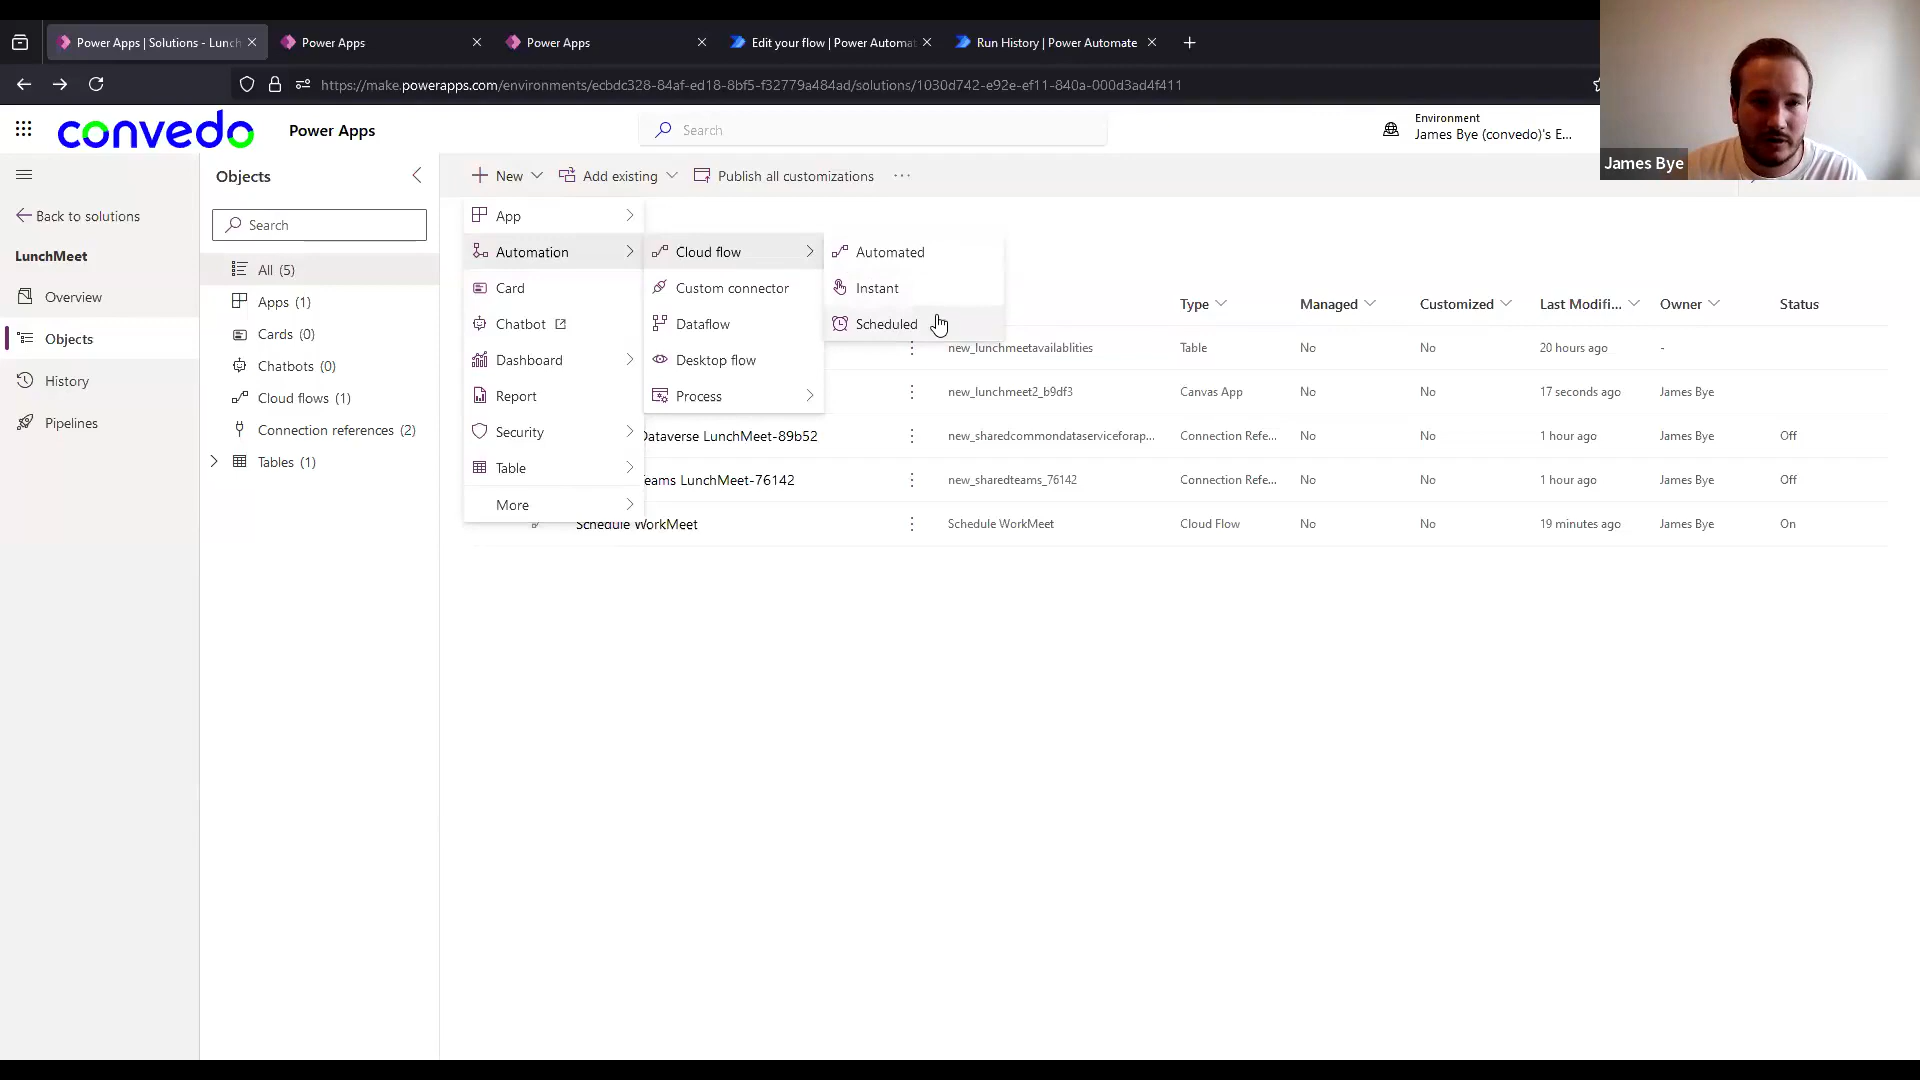 Power Apps | Solutions - Lunch
Power Apps
Power Apps
Edit your flow | Power Automat
Run History | Power Automate
https://make.powerapps.com/environments/ecbdc328-84af-ed18-8bf5-f32779a484ad/solutions/1030d742-e92e-ef11-840a-000d3ad4f411
convedo
Power Apps
Search
Environment
James Bye (convedo)'s E...
James Bye
Objects
New
Add existing
Publish all customizations
...
Back to solutions
Search
LunchMeet
Overview
Objects
History
Pipelines
All (5)
Apps (1)
Cards (0)
Chatbots (0)
Cloud flows (1)
Connection references (2)
Tables (1)
App
Automation
Card
Chatbot
Dashboard
Report
Security
Table
More
Cloud flow
Custom connector
Dataflow
Desktop flow
Process
Automated
Instant
Scheduled
Type
Managed
Customized
Last Modifi...
Owner
Status
new_lunchmeetavailablities
Table
No
No
20 hours ago
-
new_lunchmeet2_b9df3
Canvas App
No
No
17 seconds ago
James Bye
Dataverse LunchMeet-89b52
new_sharedcommondataserviceforap...
Connection Refe...
No
No
1 hour ago
James Bye
Off
eams LunchMeet-76142
new_sharedteams_76142
Connection Refe...
No
No
1 hour ago
James Bye
Off
Schedule WorkMeet
Schedule WorkMeet
Cloud Flow
No
No
19 minutes ago
James Bye
On